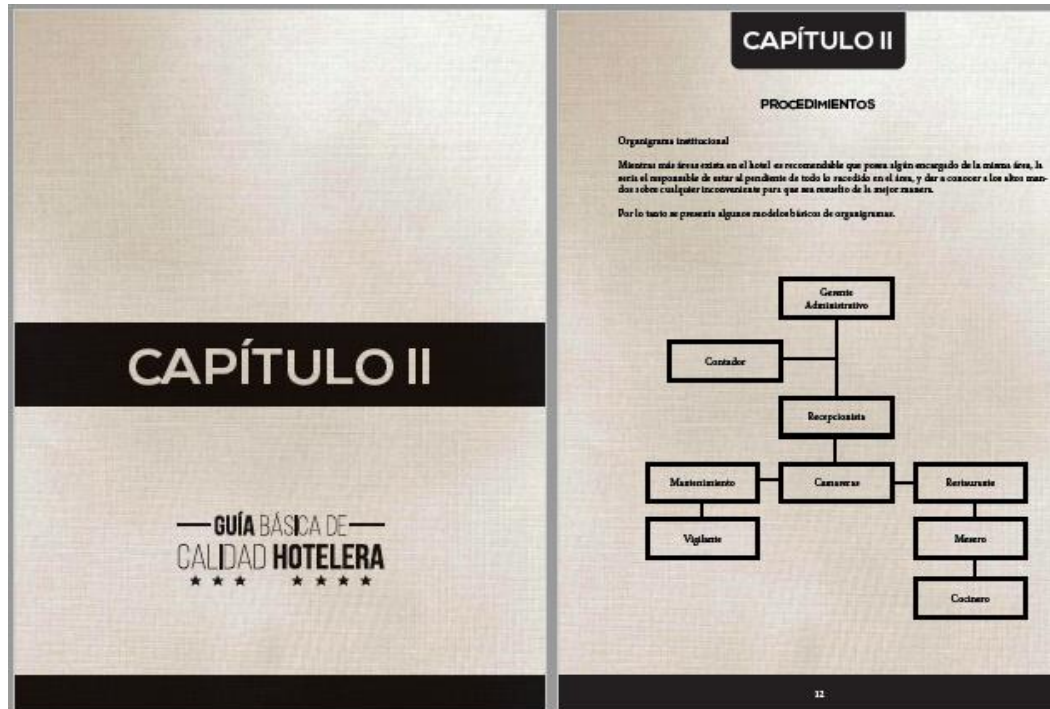 CAPÍTULO II
GUÍA BÁSICA DE
CALIDAD HOTELERA
CAPÍTULO II
PROCEDIMIENTOS
Organigrama institucional
Mientras más áreas exista en el hotel es recomendable que posea algún encargado de la misma área, la
sería el responsable de estar al pendiente de todo lo sucedido en el área, y dar a conocer a los altos man-
dos sobre cualquier inconveniente para que sea resuelto de la mejor manera.
Por lo tanto se presenta algunos modelos básicos de organigramas.
Gerente
Administrativo
Contador
Recepcionista
Mantenimiento
Camareras
Restaurante
Vigilante
Mesero
Cocinero
12